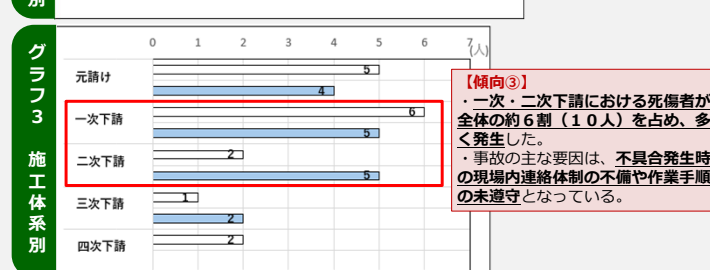 別
グラフ3 施工体系別
0 1 2 3 4 5 6 7
(人)
元請け
5
4
一次下請
6
5
二次下請
2
5
三次下請
1
2
四次下請
2
【傾向③】
・一次・二次下請における死傷者が
全体の約６割（１０人）を占め、多
く発生した。
・事故の主な要因は、不具合発生時
の現場内連絡体制の不備や作業手順
の未遵守となっている。